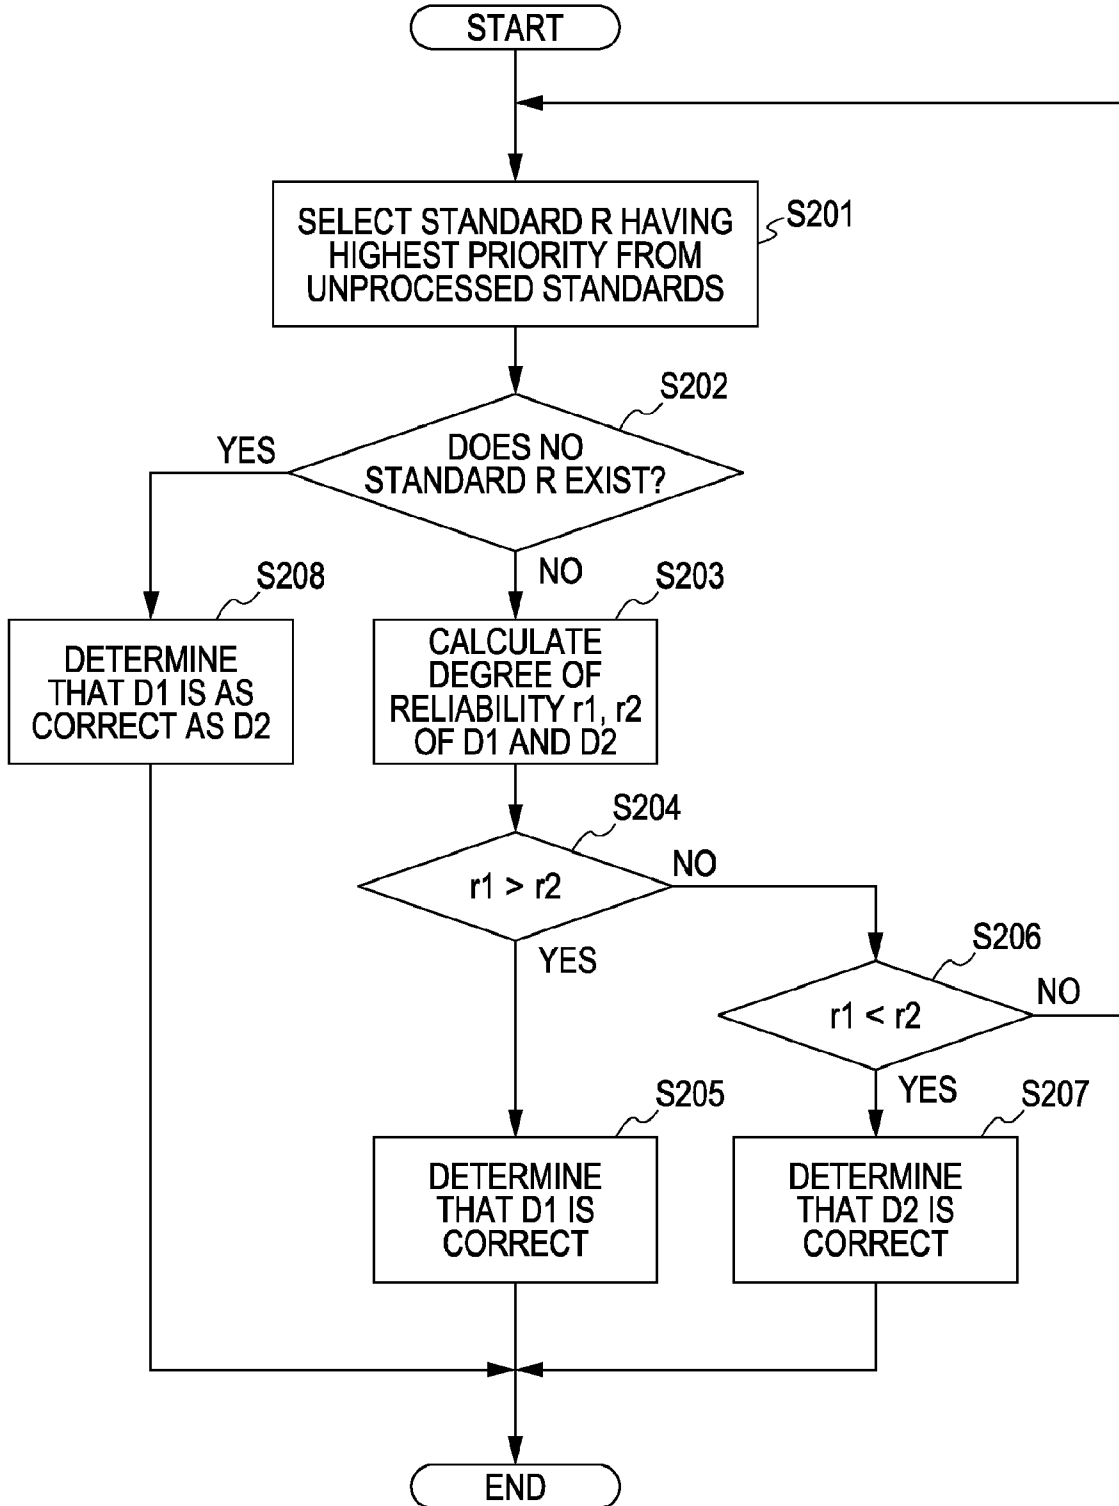 START
SELECT STANDARD R HAVING
HIGHEST PRIORITY FROM
UNPROCESSED STANDARDS
S201
S202
DOES NO
STANDARD R EXIST?
YES
NO
S208
DETERMINE
THAT D1 IS AS
CORRECT AS D2
S203
CALCULATE
DEGREE OF
RELIABILITY r1, r2
OF D1 AND D2
S204
r1 > r2
NO
YES
S206
r1 < r2
NO
YES
S205
DETERMINE
THAT D1 IS
CORRECT
S207
DETERMINE
THAT D2 IS
CORRECT
END